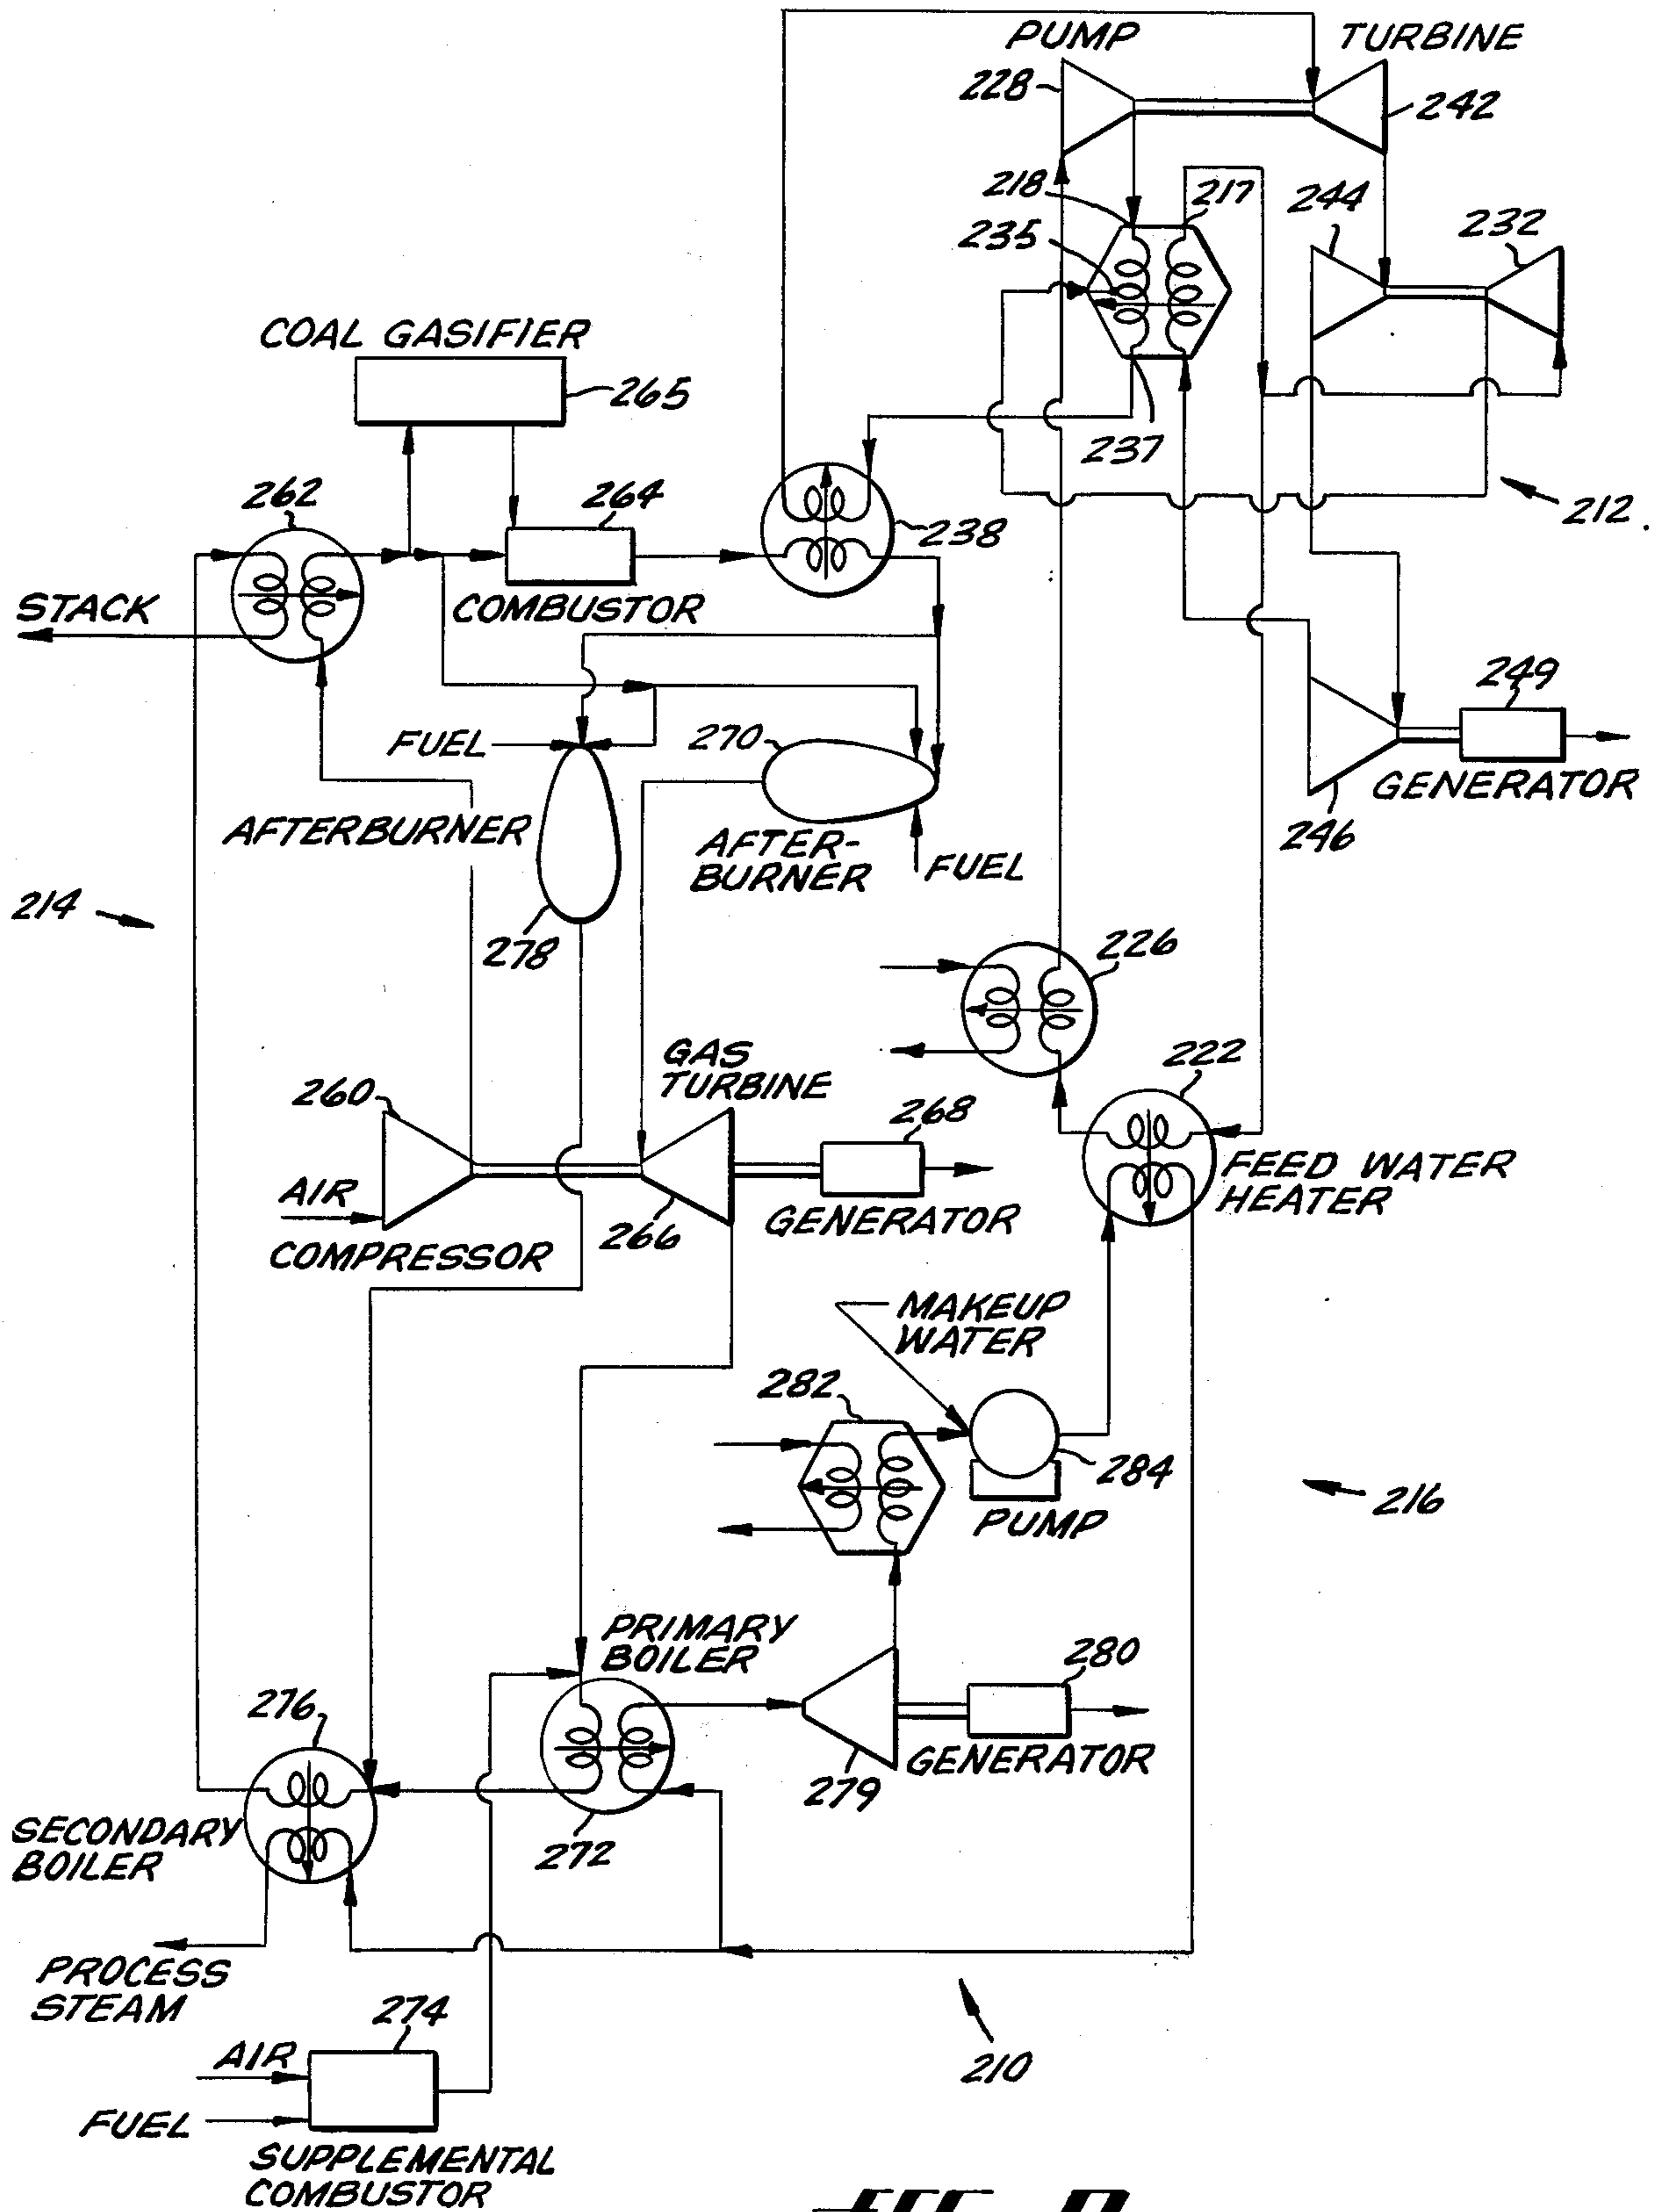 PUMP
TURBINE
228
242
218
217
244
235
232
COAL GASIFIER
265
237
262
264
238
212
STACK
COMBUSTOR
249
FUEL
270
GENERATOR
AFTERBURNER
AFTER-
BURNER
FUEL
246
214
278
226
GAS
TURBINE
222
260
268
AIR
FEED WATER
HEATER
COMPRESSOR
266
GENERATOR
MAKEUP
WATER
282
284
216
PUMP
PRIMARY
BOILER
280
276
GENERATOR
279
SECONDARY
BOILER
272
PROCESS
STEAM
274
AIR
210
FUEL
SUPPLEMENTAL
COMBUSTOR